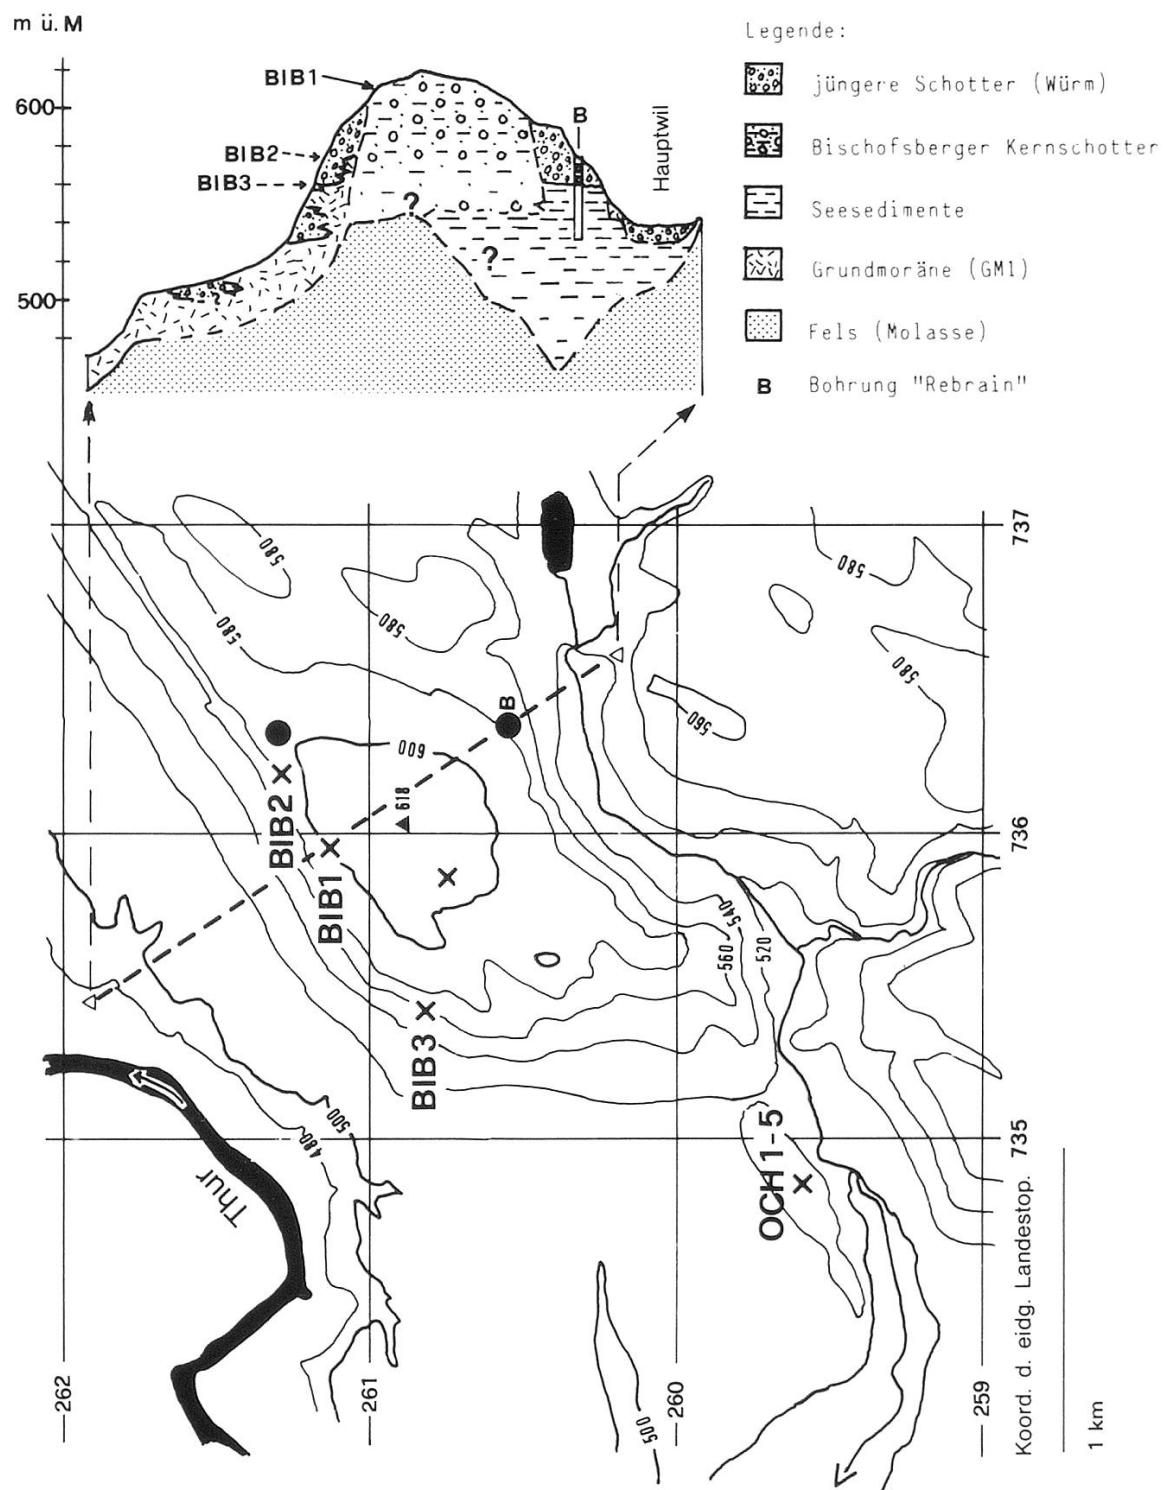 m ü. M
Legende:
BIB1
600
B
Hauptwil
jüngere Schotter (Würm)
BIB2
Bischofsberger Kernschotter
BIB3
?
Seesedimente
?
Grundmoräne (GM1)
500
?
Fels (Molasse)
B Bohrung "Rebrain"
737
580
580
580
580
580
B
560
600
618
736
BIB2
BIB1
540
560
520
BIB3
500
480
735
Thur
OCH1-5
500
262
261
260
259
Koord. d. eidg. Landestop.
1 km